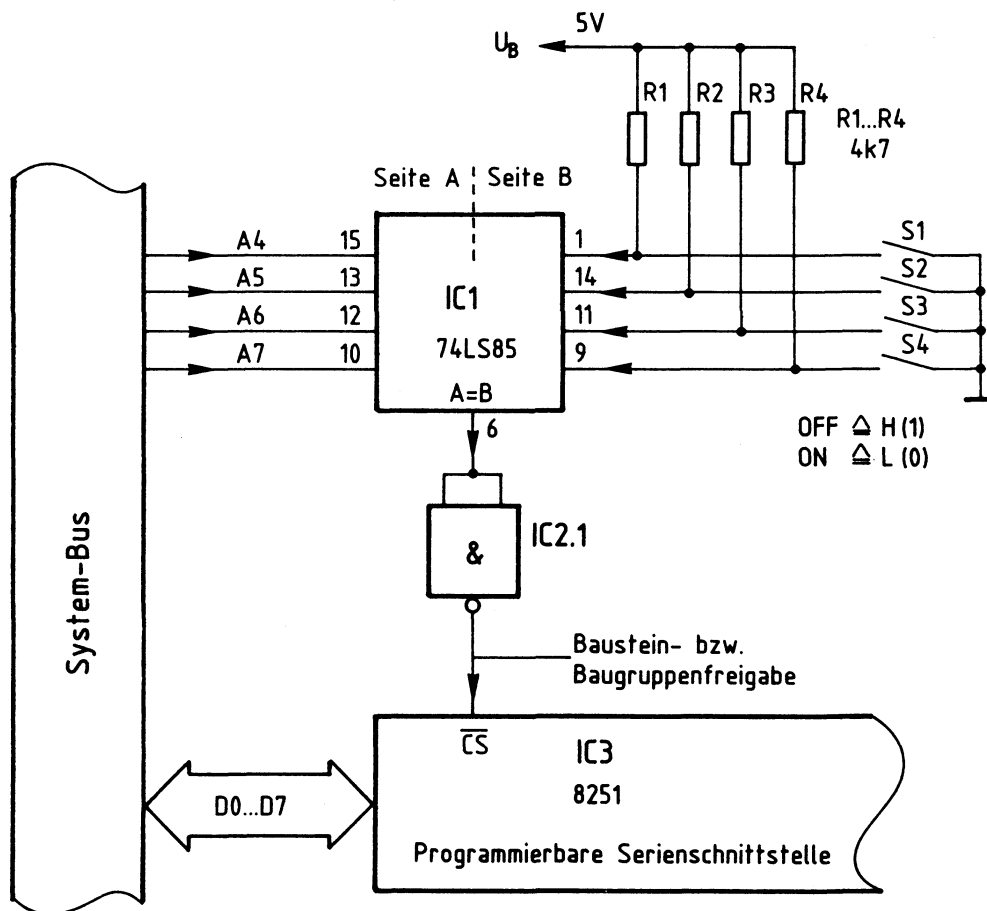 5V
UB
R1 R2 R3 R4
R1...R4
4k7
Seite A Seite B
A4 15 1 S1
A5 13 14 S2
IC1
A6 12 11 S3
74LS85
A7 10 9 S4
A=B
6
OFF ≙ H (1)
ON ≙ L (0)
IC2.1
&
System-Bus
Baustein- bzw.
Baugruppenfreigabe
C̅S̅
IC3
8251
D0...D7
Programmierbare Serienschnittstelle